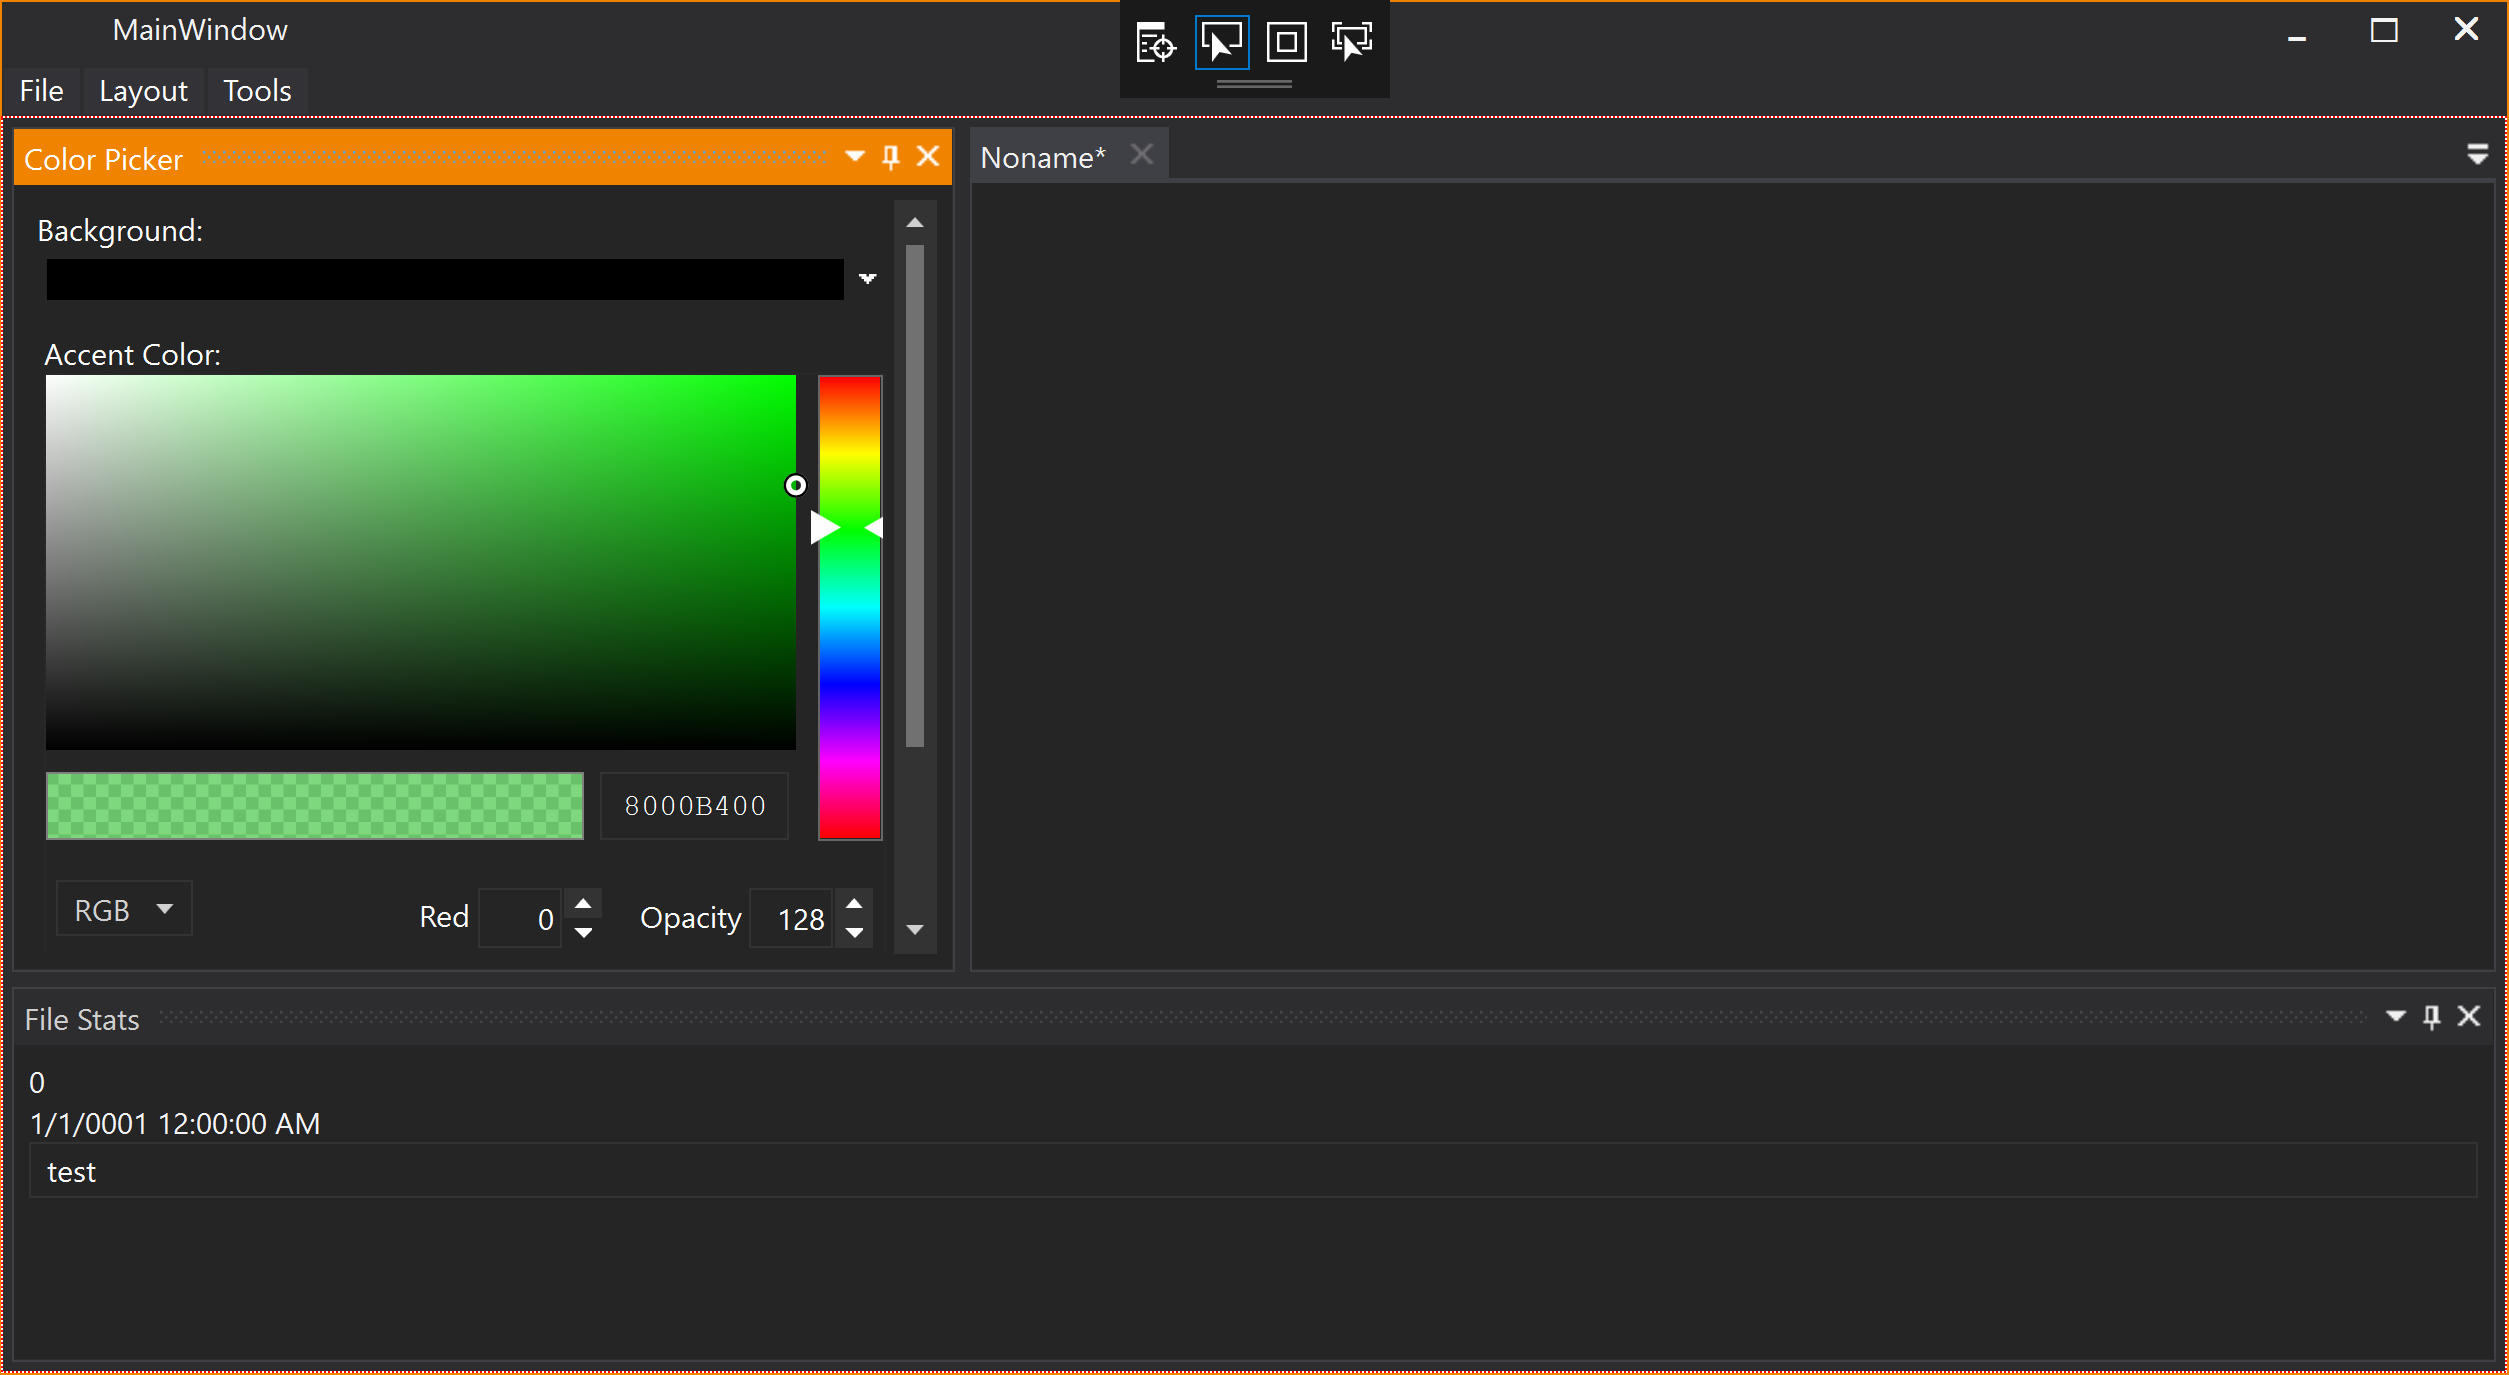 MainWindow
File Layout Tools
Color Picker
Noname*
Background:
Accent Color:
8000B400
RGB Red 0 Opacity 128
File Stats
0
1/1/0001 12:00:00 AM
test